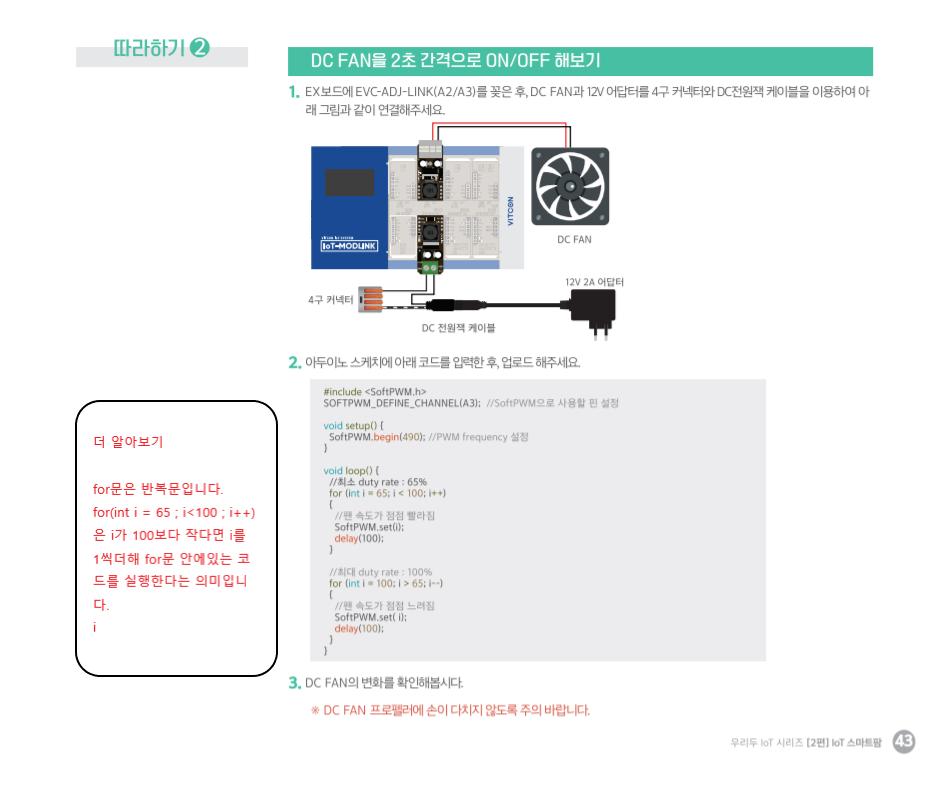 따라하기 ❷
DC FAN을 2초 간격으로 ON/OFF 해보기
1. EX보드에 EVC-ADJ-LINK(A2/A3)를 꽂은 후, DC FAN과 12V 어답터를 4구 커넥터와 DC전원잭 케이블을 이용하여 아
래 그림과 같이 연결해주세요.
VITCON
IoT-MODLINK
DC FAN
12V 2A 어답터
4구 커넥터
DC 전원잭 케이블
2. 아두이노 스케치에 아래 코드를 입력한 후, 업로드 해주세요.
#include <SoftPWM.h>
SOFTPWM_DEFINE_CHANNEL(A3); //SoftPWM으로 사용할 핀 설정
void setup() {
SoftPWM.begin(490); //PWM frequency 설정
}
void loop() {
//최소 duty rate : 65%
for (int i = 65; i < 100; i++)
{
//팬 속도가 점점 빨라짐
SoftPWM.set(i);
delay(100);
}
//최대 duty rate : 100%
for (int i = 100; i > 65; i--)
{
//팬 속도가 점점 느려짐
SoftPWM.set( i);
delay(100);
}
}
더 알아보기
for문은 반복문입니다.
for(int i = 65 ; i<100 ; i++)
은 i가 100보다 작다면 i를
1씩더해 for문 안에있는 코
드를 실행한다는 의미입니
다.
i
3. DC FAN의 변화를 확인해봅시다.
※ DC FAN 프로펠러에 손이 다치지 않도록 주의 바랍니다.
우리두 IoT 시리즈 [2편] IoT 스마트팜 43